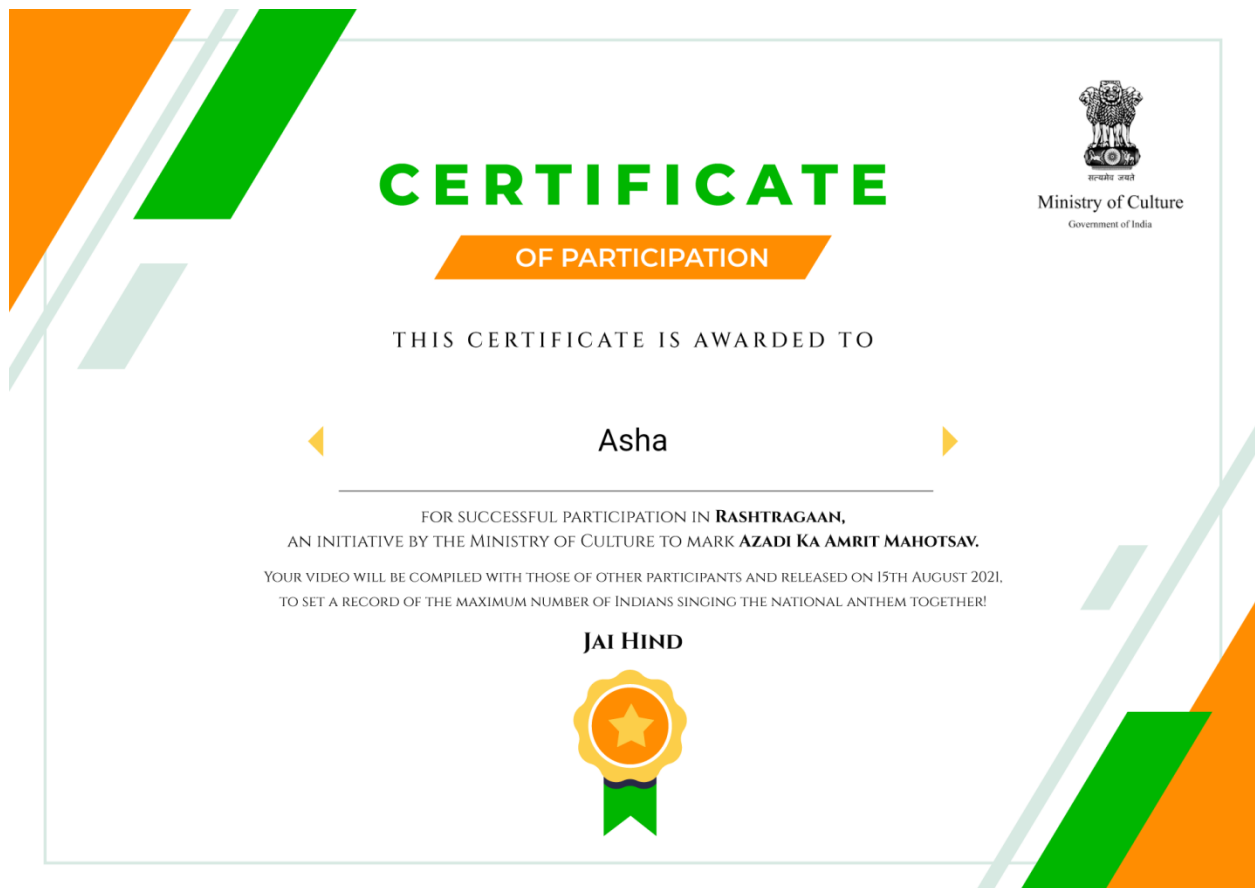 सत्यमेव जयते
Ministry of Culture
Government of India
CERTIFICATE
OF PARTICIPATION
THIS CERTIFICATE IS AWARDED TO
Asha
FOR SUCCESSFUL PARTICIPATION IN RASHTRAGAAN,
AN INITIATIVE BY THE MINISTRY OF CULTURE TO MARK AZADI KA AMRIT MAHOTSAV.
YOUR VIDEO WILL BE COMPILED WITH THOSE OF OTHER PARTICIPANTS AND RELEASED ON 15TH AUGUST 2021,
TO SET A RECORD OF THE MAXIMUM NUMBER OF INDIANS SINGING THE NATIONAL ANTHEM TOGETHER!
JAI HIND